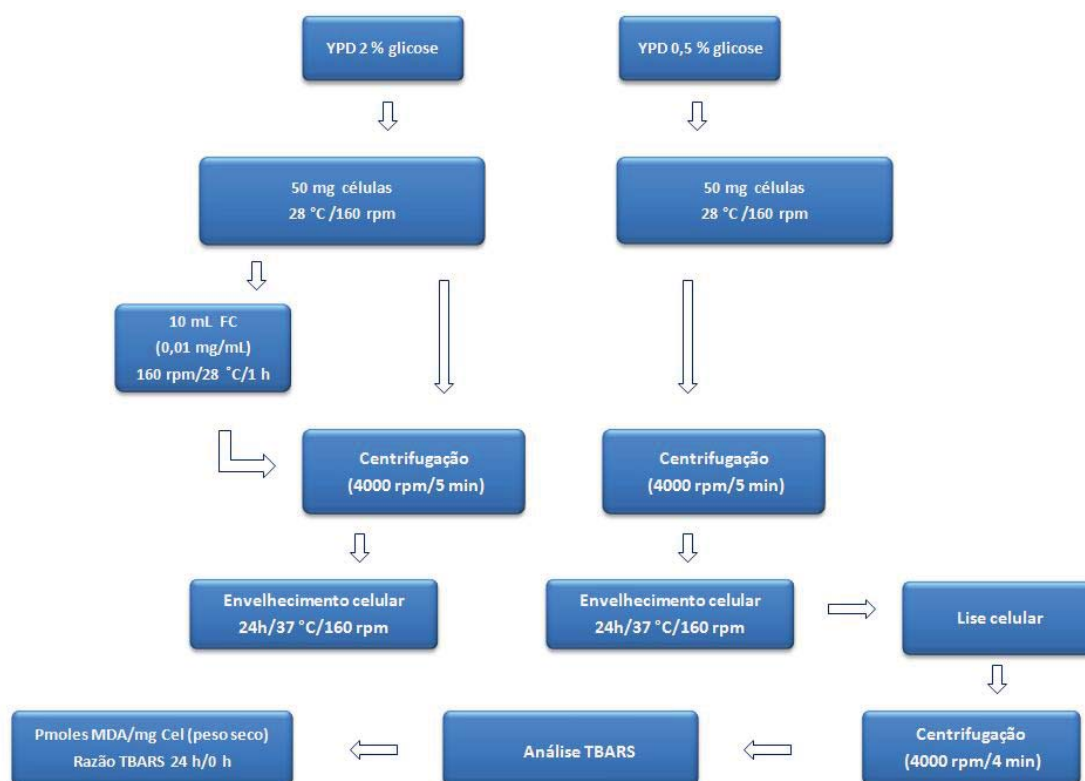 YPD 2 % glicose
YPD 0,5 % glicose
50 mg células
28 °C /160 rpm
50 mg células
28 °C /160 rpm
10 mL FC
(0,01 mg/mL)
160 rpm/28 °C/1 h
Centrifugação
(4000 rpm/5 min)
Centrifugação
(4000 rpm/5 min)
Envelhecimento celular
24h/37 °C/160 rpm
Envelhecimento celular
24h/37 °C/160 rpm
Lise celular
Pmoles MDA/mg Cel (peso seco)
Razão TBARS 24 h/0 h
Análise TBARS
Centrifugação
(4000 rpm/4 min)